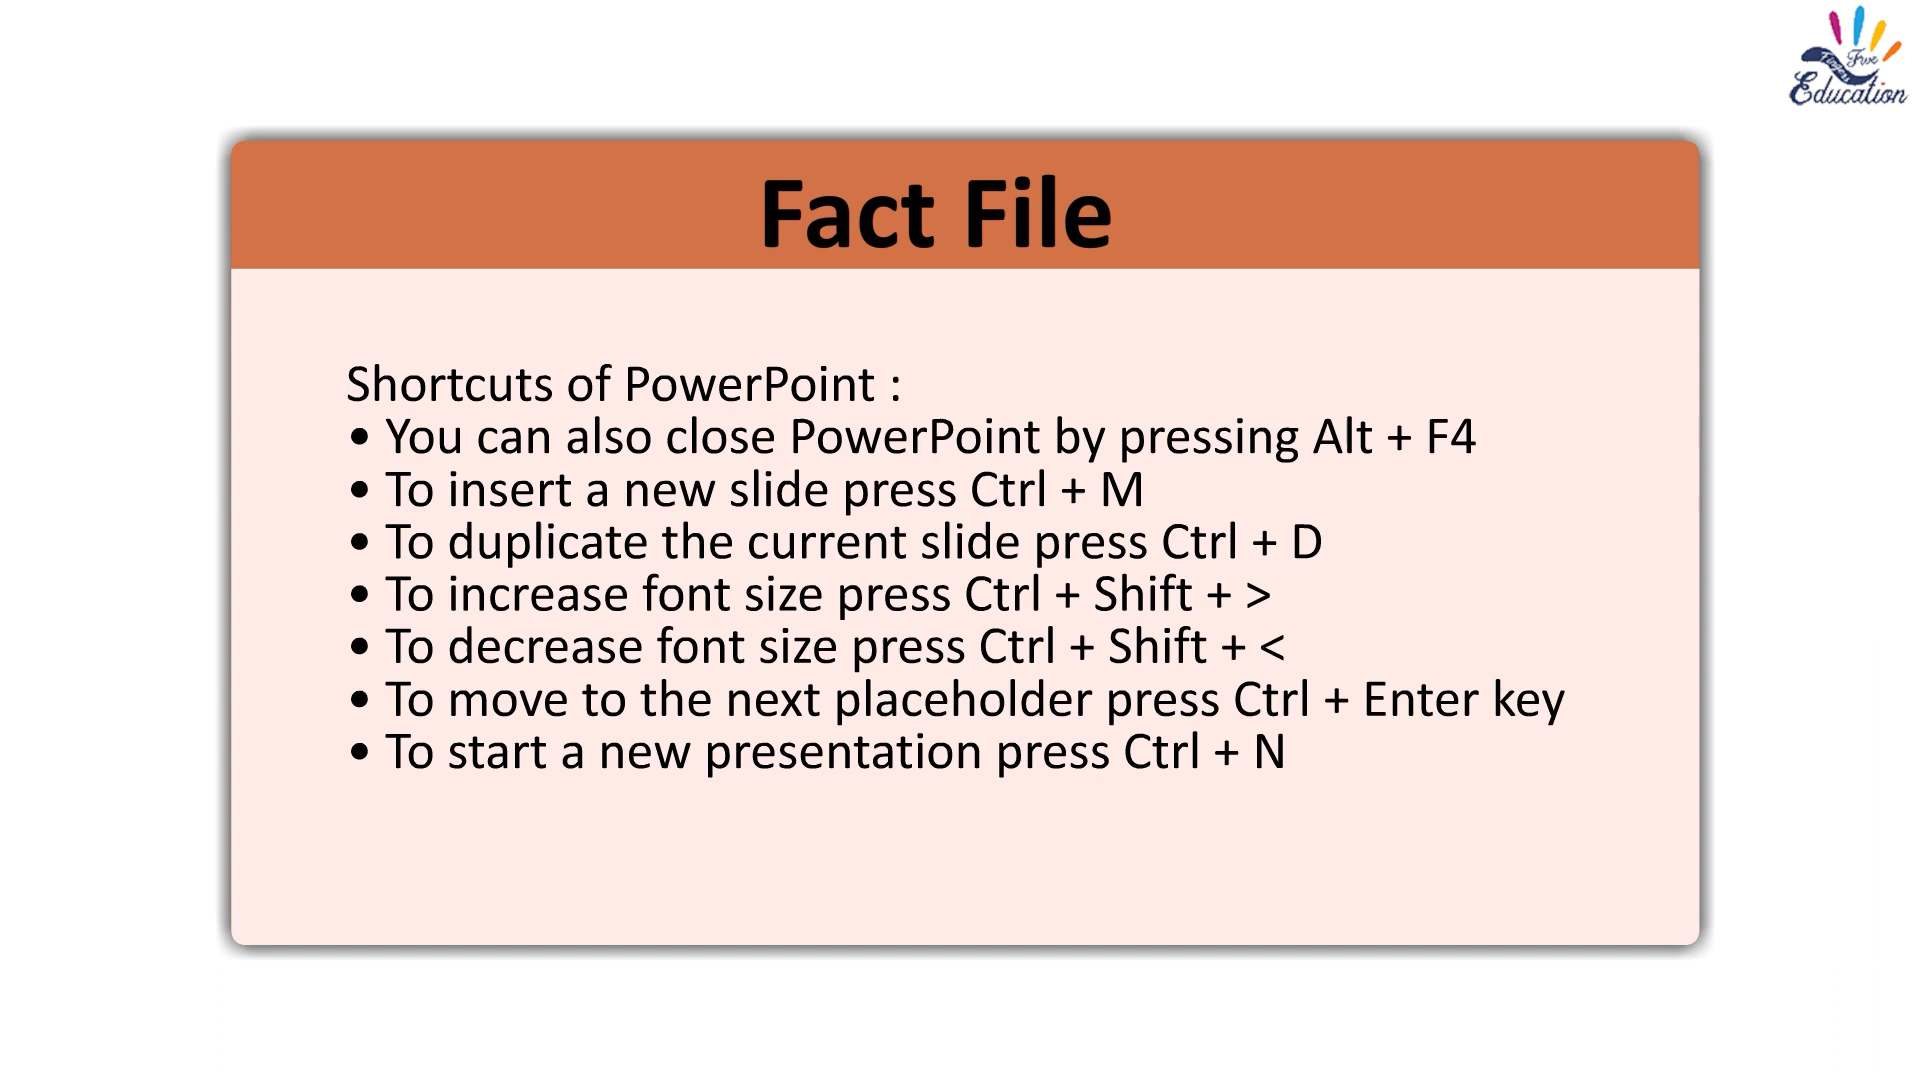 Five
Fingers
Education
Fact File
Shortcuts of PowerPoint :
• You can also close PowerPoint by pressing Alt + F4
• To insert a new slide press Ctrl + M
• To duplicate the current slide press Ctrl + D
• To increase font size press Ctrl + Shift + >
• To decrease font size press Ctrl + Shift + <
• To move to the next placeholder press Ctrl + Enter key
• To start a new presentation press Ctrl + N